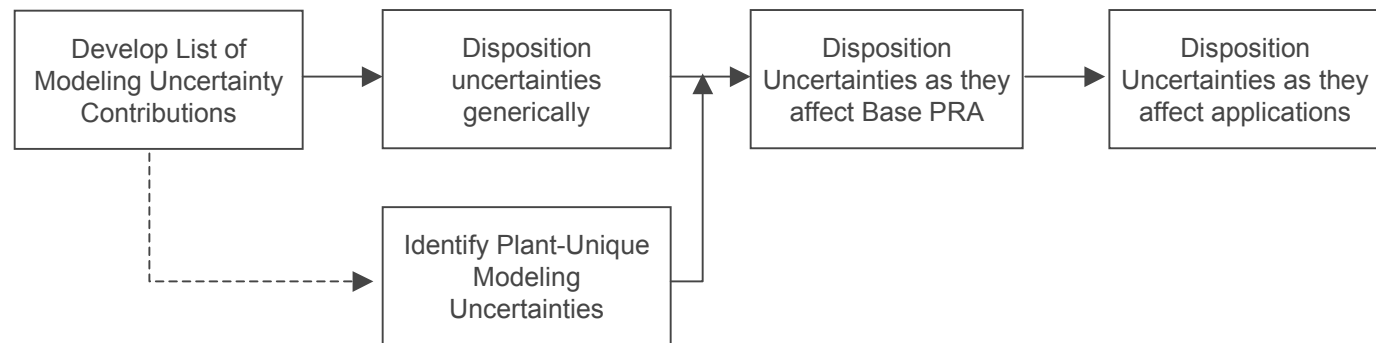 Develop List of
Modeling Uncertainty
Contributions
Disposition
uncertainties
generically
Disposition
Uncertainties as they
affect Base PRA
Disposition
Uncertainties as they
affect applications
Identify Plant-Unique
Modeling
Uncertainties